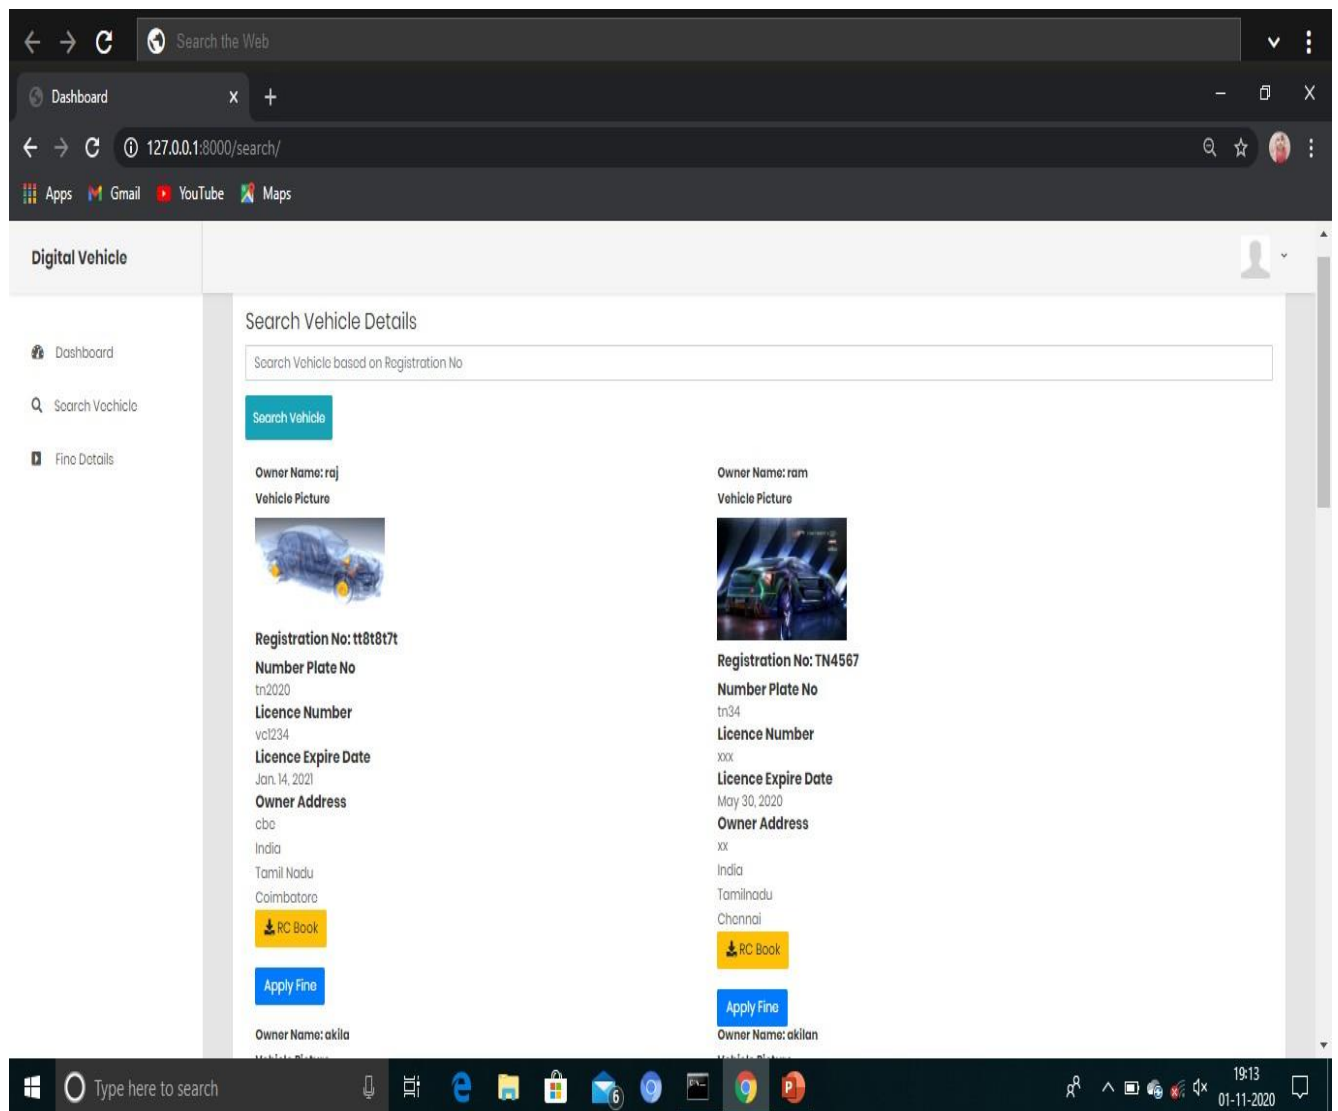 Search the Web
Dashboard
127.0.0.1:8000/search/
Apps Gmail YouTube Maps
Digital Vehicle
Dashboard
Search Vechicle
Fine Details
Search Vehicle Details
Search Vehicle based on Registration No
Search Vehicle
Owner Name: raj
Vehicle Picture
Registration No: tt8t8t7t
Number Plate No
tn2020
Licence Number
vc1234
Licence Expire Date
Jan. 14, 2021
Owner Address
cbe
India
Tamil Nadu
Coimbatore
RC Book
Apply Fine
Owner Name: akila
Owner Name: ram
Vehicle Picture
Registration No: TN4567
Number Plate No
tn34
Licence Number
xxx
Licence Expire Date
May 30, 2020
Owner Address
xx
India
Tamilnadu
Chennai
RC Book
Apply Fine
Owner Name: akilan
Type here to search
6
19:13
01-11-2020